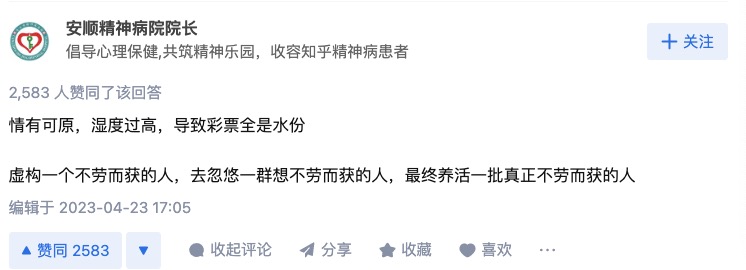 安顺精神病院院长
倡导心理保健,共筑精神乐园，收容知乎精神病患者
+ 关注
2,583 人赞同了该回答
情有可原，湿度过高，导致彩票全是水份
虚构一个不劳而获的人，去忽悠一群想不劳而获的人，最终养活一批真正不劳而获的人
编辑于 2023-04-23 17:05
赞同 2583 收起评论 分享 收藏 喜欢 ···